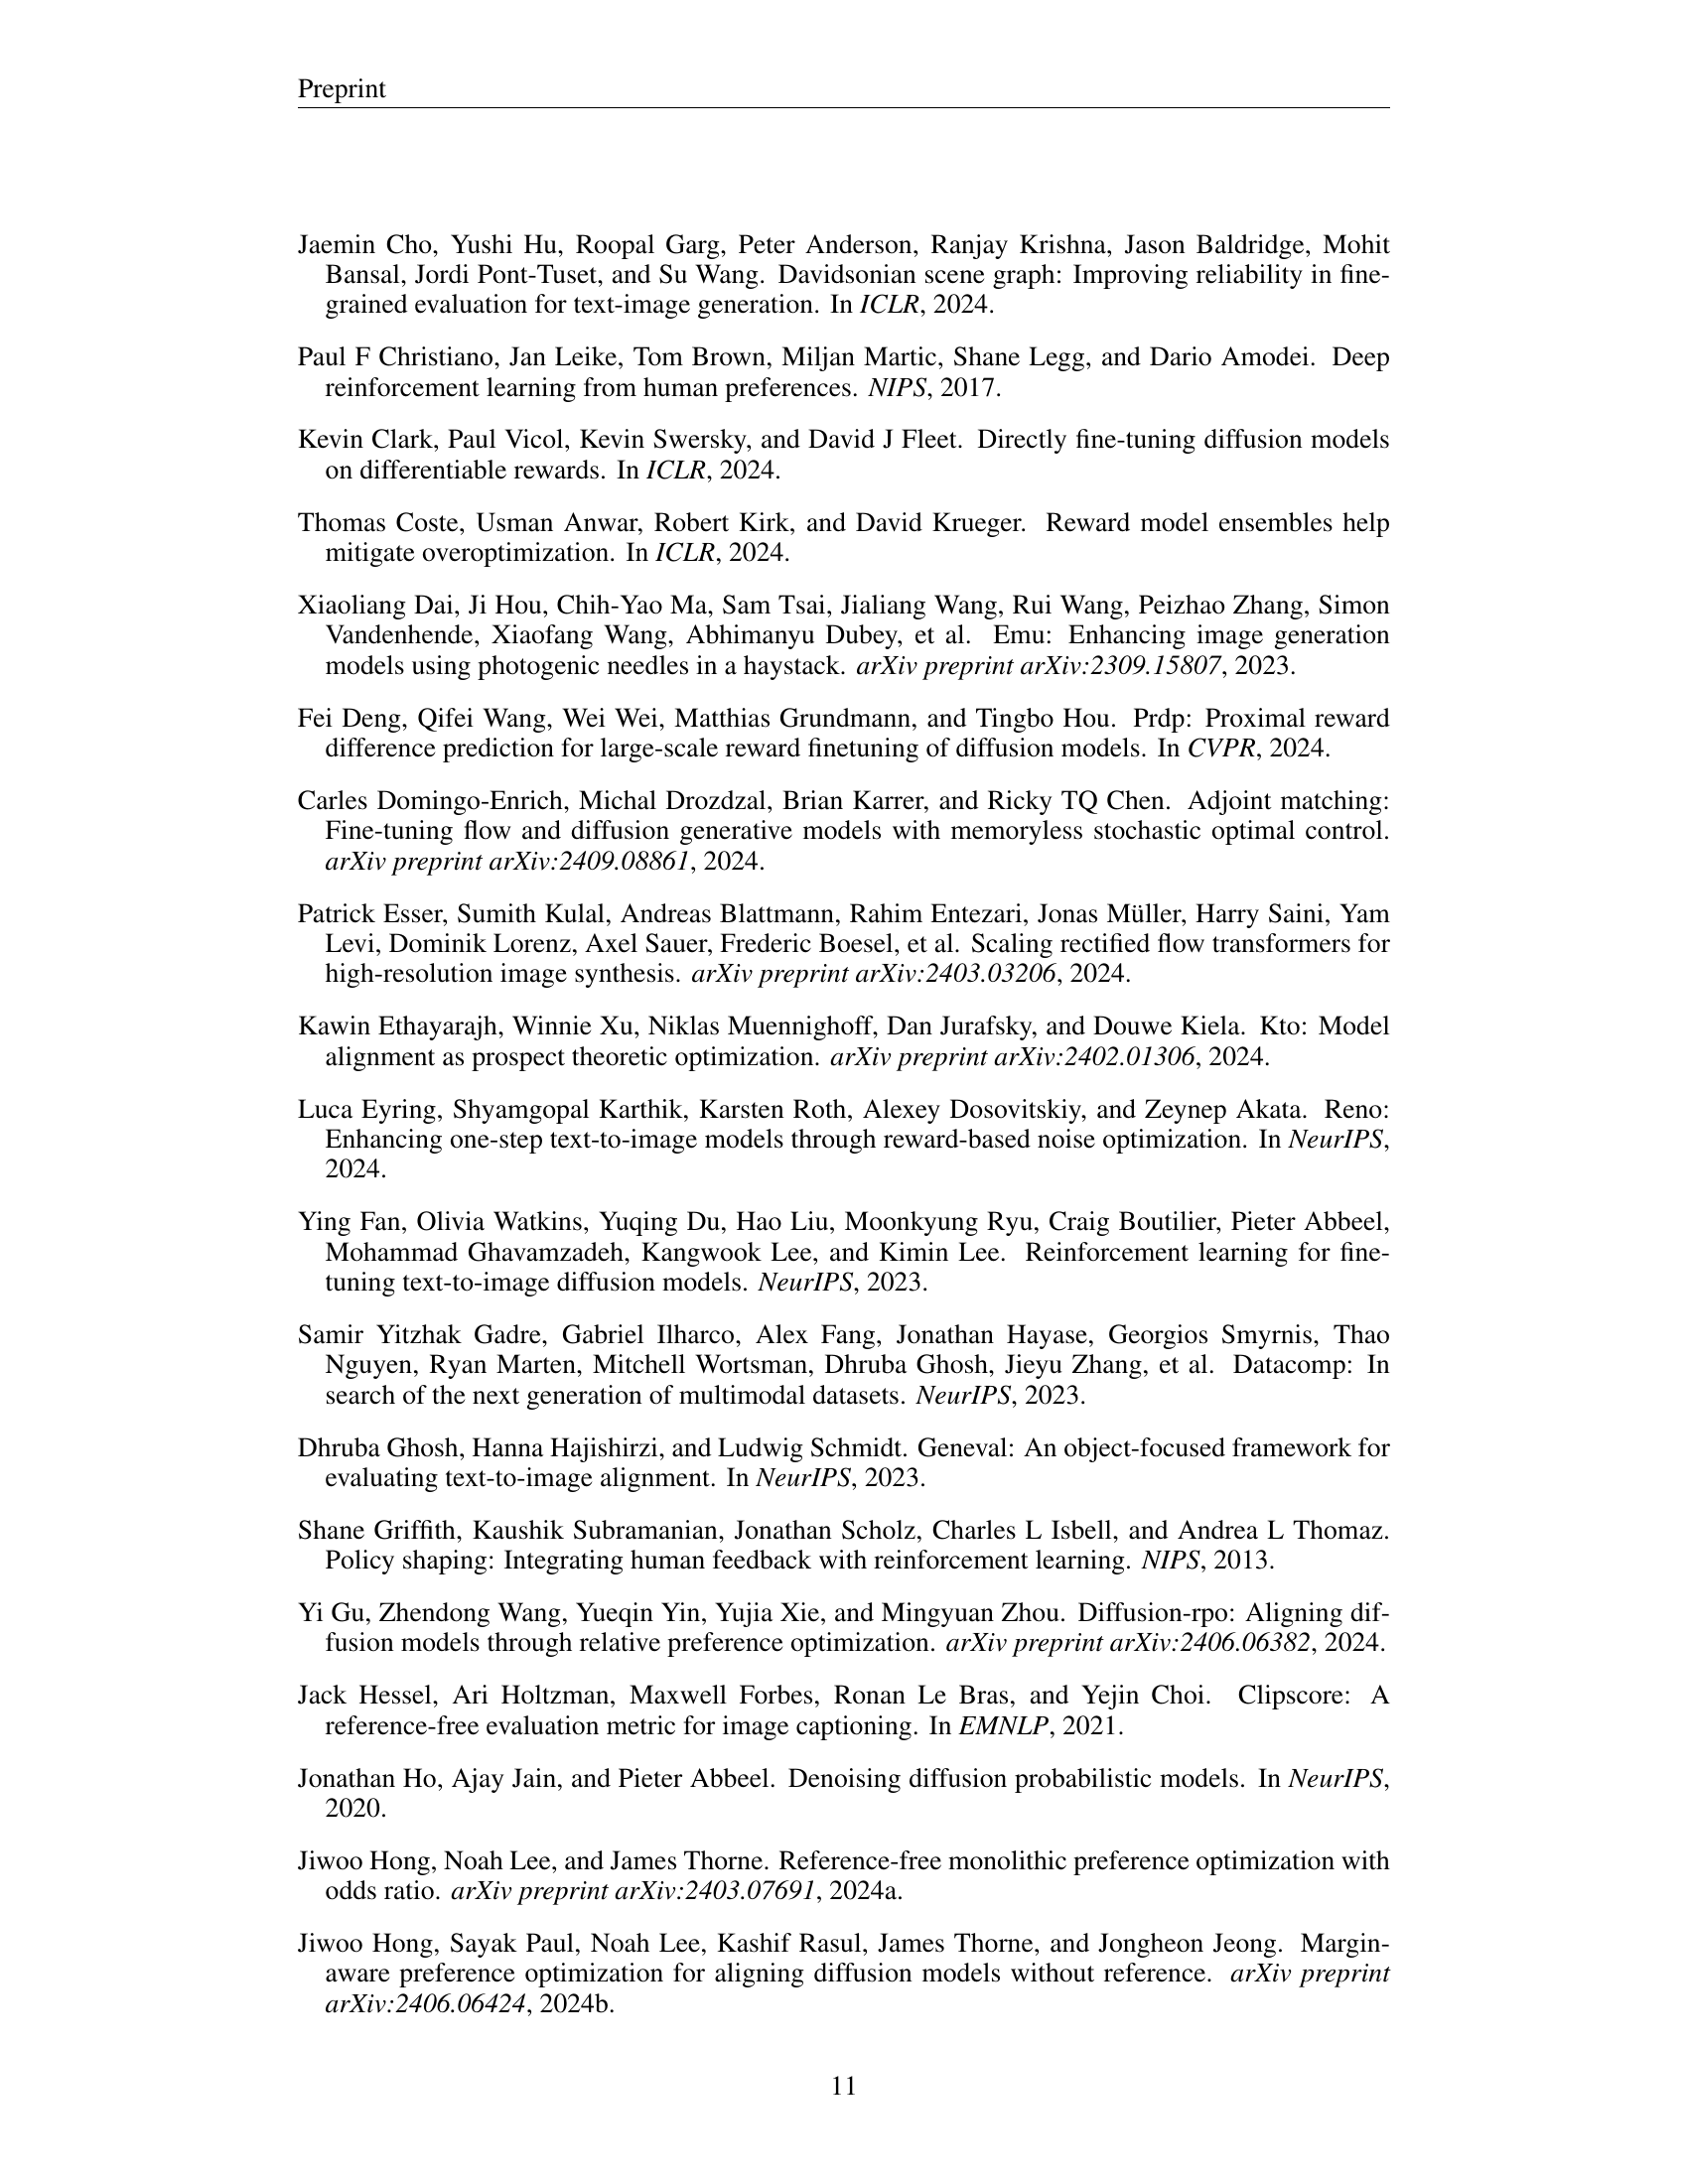 Preprint
Jaemin Cho, Yushi Hu, Roopal Garg, Peter Anderson, Ranjay Krishna, Jason Baldridge, Mohit
Bansal, Jordi Pont-Tuset, and Su Wang. Davidsonian scene graph: Improving reliability in fine-
grained evaluation for text-image generation. In ICLR, 2024.
Paul F Christiano, Jan Leike, Tom Brown, Miljan Martic, Shane Legg, and Dario Amodei. Deep
reinforcement learning from human preferences. NIPS, 2017.
Kevin Clark, Paul Vicol, Kevin Swersky, and David J Fleet. Directly fine-tuning diffusion models
on differentiable rewards. In ICLR, 2024.
Thomas Coste, Usman Anwar, Robert Kirk, and David Krueger. Reward model ensembles help
mitigate overoptimization. In ICLR, 2024.
Xiaoliang Dai, Ji Hou, Chih-Yao Ma, Sam Tsai, Jialiang Wang, Rui Wang, Peizhao Zhang, Simon
Vandenhende, Xiaofang Wang, Abhimanyu Dubey, et al. Emu: Enhancing image generation
models using photogenic needles in a haystack. arXiv preprint arXiv:2309.15807, 2023.
Fei Deng, Qifei Wang, Wei Wei, Matthias Grundmann, and Tingbo Hou. Prdp: Proximal reward
difference prediction for large-scale reward finetuning of diffusion models. In CVPR, 2024.
Carles Domingo-Enrich, Michal Drozdzal, Brian Karrer, and Ricky TQ Chen. Adjoint matching:
Fine-tuning flow and diffusion generative models with memoryless stochastic optimal control.
arXiv preprint arXiv:2409.08861, 2024.
Patrick Esser, Sumith Kulal, Andreas Blattmann, Rahim Entezari, Jonas Müller, Harry Saini, Yam
Levi, Dominik Lorenz, Axel Sauer, Frederic Boesel, et al. Scaling rectified flow transformers for
high-resolution image synthesis. arXiv preprint arXiv:2403.03206, 2024.
Kawin Ethayarajh, Winnie Xu, Niklas Muennighoff, Dan Jurafsky, and Douwe Kiela. Kto: Model
alignment as prospect theoretic optimization. arXiv preprint arXiv:2402.01306, 2024.
Luca Eyring, Shyamgopal Karthik, Karsten Roth, Alexey Dosovitskiy, and Zeynep Akata. Reno:
Enhancing one-step text-to-image models through reward-based noise optimization. In NeurIPS,
2024.
Ying Fan, Olivia Watkins, Yuqing Du, Hao Liu, Moonkyung Ryu, Craig Boutilier, Pieter Abbeel,
Mohammad Ghavamzadeh, Kangwook Lee, and Kimin Lee. Reinforcement learning for fine-
tuning text-to-image diffusion models. NeurIPS, 2023.
Samir Yitzhak Gadre, Gabriel Ilharco, Alex Fang, Jonathan Hayase, Georgios Smyrnis, Thao
Nguyen, Ryan Marten, Mitchell Wortsman, Dhruba Ghosh, Jieyu Zhang, et al. Datacomp: In
search of the next generation of multimodal datasets. NeurIPS, 2023.
Dhruba Ghosh, Hanna Hajishirzi, and Ludwig Schmidt. Geneval: An object-focused framework for
evaluating text-to-image alignment. In NeurIPS, 2023.
Shane Griffith, Kaushik Subramanian, Jonathan Scholz, Charles L Isbell, and Andrea L Thomaz.
Policy shaping: Integrating human feedback with reinforcement learning. NIPS, 2013.
Yi Gu, Zhendong Wang, Yueqin Yin, Yujia Xie, and Mingyuan Zhou. Diffusion-rpo: Aligning dif-
fusion models through relative preference optimization. arXiv preprint arXiv:2406.06382, 2024.
Jack Hessel, Ari Holtzman, Maxwell Forbes, Ronan Le Bras, and Yejin Choi. Clipscore: A
reference-free evaluation metric for image captioning. In EMNLP, 2021.
Jonathan Ho, Ajay Jain, and Pieter Abbeel. Denoising diffusion probabilistic models. In NeurIPS,
2020.
Jiwoo Hong, Noah Lee, and James Thorne. Reference-free monolithic preference optimization with
odds ratio. arXiv preprint arXiv:2403.07691, 2024a.
Jiwoo Hong, Sayak Paul, Noah Lee, Kashif Rasul, James Thorne, and Jongheon Jeong. Margin-
aware preference optimization for aligning diffusion models without reference. arXiv preprint
arXiv:2406.06424, 2024b.
11